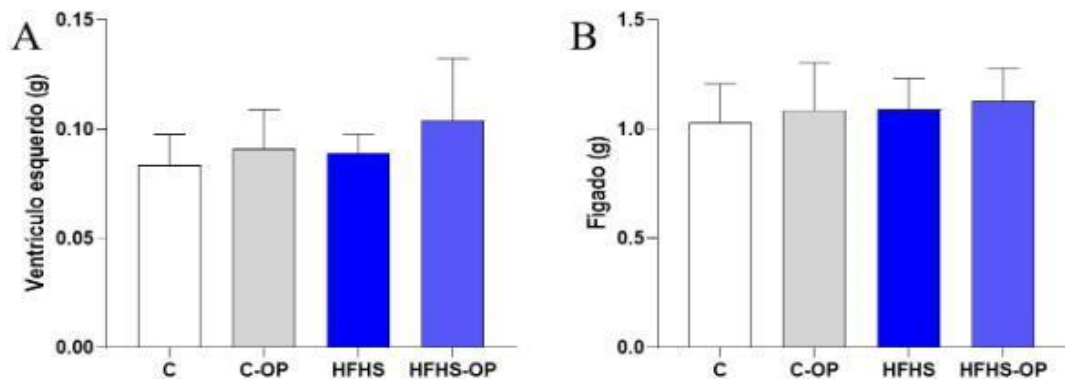 A
Ventrículo esquerdo (g)
0.15
0.10
0.05
0.00
C C-OP HFHS HFHS-OP
B
Fígado (g)
1.5
1.0
0.5
0.0
C C-OP HFHS HFHS-OP